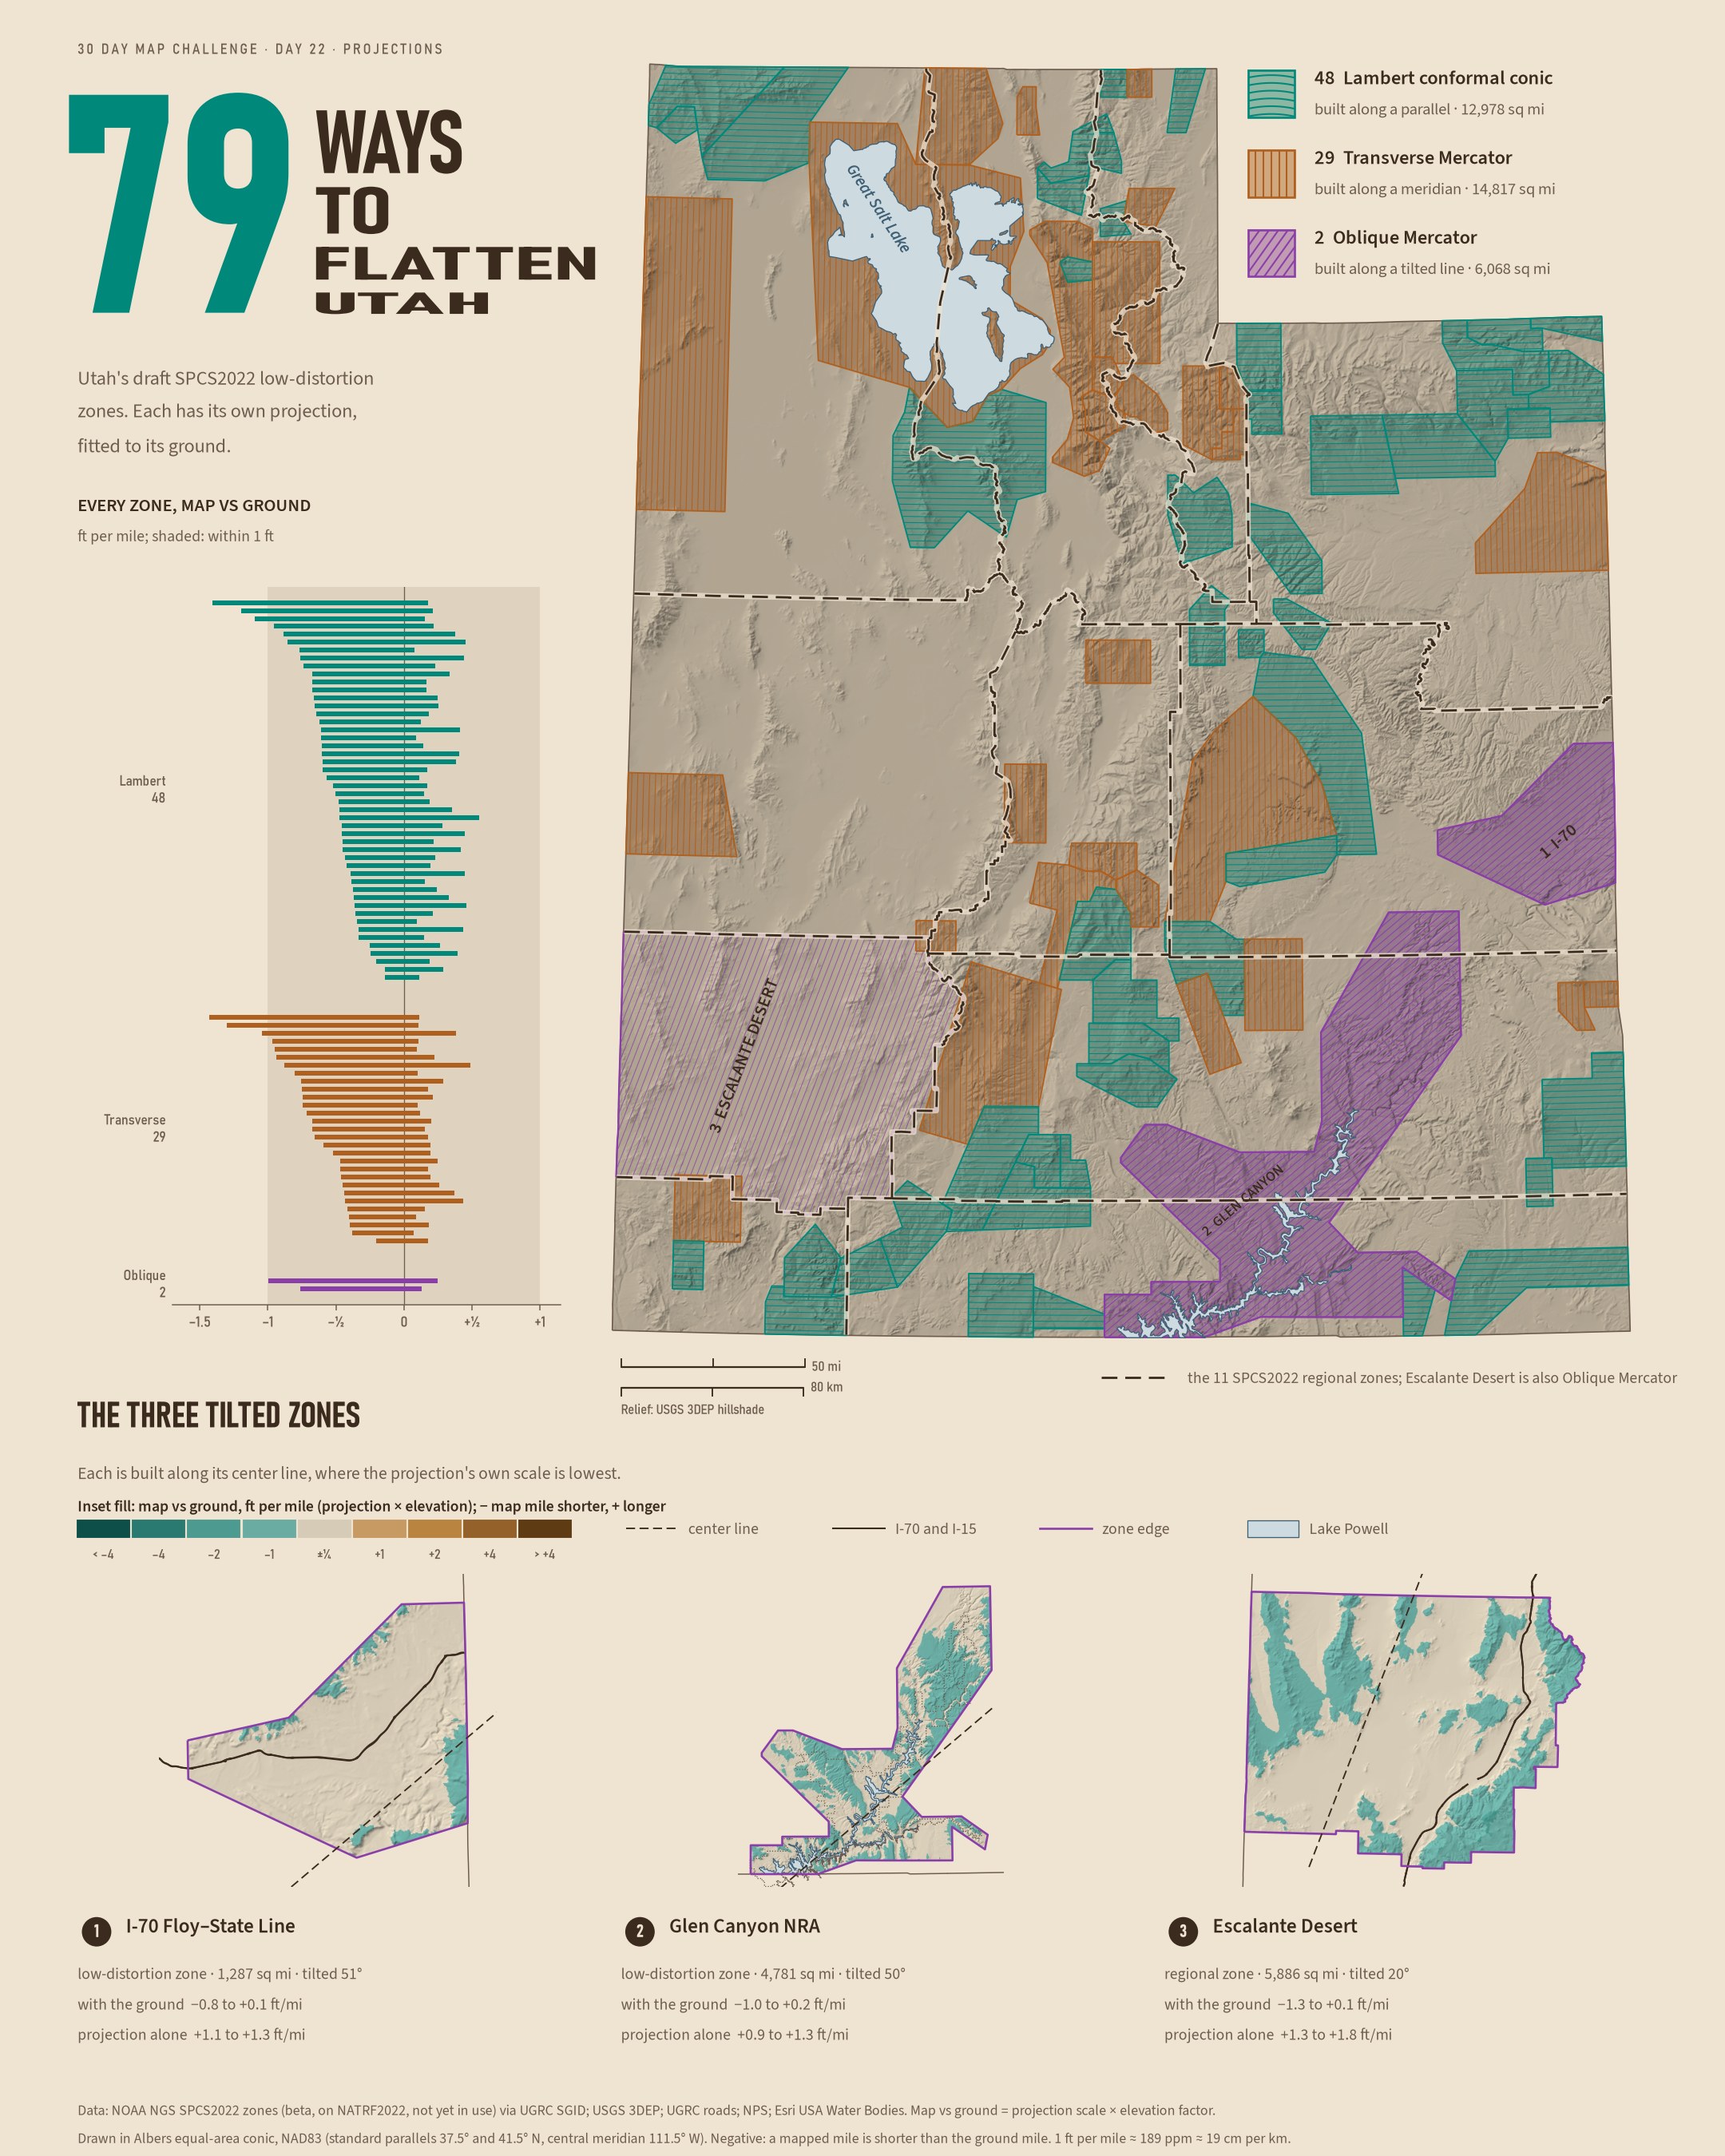 30 DAY MAP CHALLENGE · DAY 22 · PROJECTIONS
79
WAYS
TO
FLATTEN
UTAH
Utah's draft SPCS2022 low-distortion
zones. Each has its own projection,
fitted to its ground.
EVERY ZONE, MAP VS GROUND
ft per mile; shaded: within 1 ft
Lambert
48
Transverse
29
Oblique
2
−1.5
−1
−½
0
+½
+1
48 Lambert conformal conic
built along a parallel · 12,978 sq mi
29 Transverse Mercator
built along a meridian · 14,817 sq mi
2 Oblique Mercator
built along a tilted line · 6,068 sq mi
Great Salt Lake
1 I-70
3 ESCALANTE DESERT
2 GLEN CANYON
50 mi
80 km
Relief: USGS 3DEP hillshade
the 11 SPCS2022 regional zones; Escalante Desert is also Oblique Mercator
THE THREE TILTED ZONES
Each is built along its center line, where the projection's own scale is lowest.
Inset fill: map vs ground, ft per mile (projection × elevation); − map mile shorter, + longer
< −4
−4
−2
−1
±¼
+1
+2
+4
> +4
center line
I-70 and I-15
zone edge
Lake Powell
1 I-70 Floy–State Line
low-distortion zone · 1,287 sq mi · tilted 51°
with the ground −0.8 to +0.1 ft/mi
projection alone +1.1 to +1.3 ft/mi
2 Glen Canyon NRA
low-distortion zone · 4,781 sq mi · tilted 50°
with the ground −1.0 to +0.2 ft/mi
projection alone +0.9 to +1.3 ft/mi
3 Escalante Desert
regional zone · 5,886 sq mi · tilted 20°
with the ground −1.3 to +0.1 ft/mi
projection alone +1.3 to +1.8 ft/mi
Data: NOAA NGS SPCS2022 zones (beta, on NATRF2022, not yet in use) via UGRC SGID; USGS 3DEP; UGRC roads; NPS; Esri USA Water Bodies. Map vs ground = projection scale × elevation factor.
Drawn in Albers equal-area conic, NAD83 (standard parallels 37.5° and 41.5° N, central meridian 111.5° W). Negative: a mapped mile is shorter than the ground mile. 1 ft per mile ≈ 189 ppm ≈ 19 cm per km.